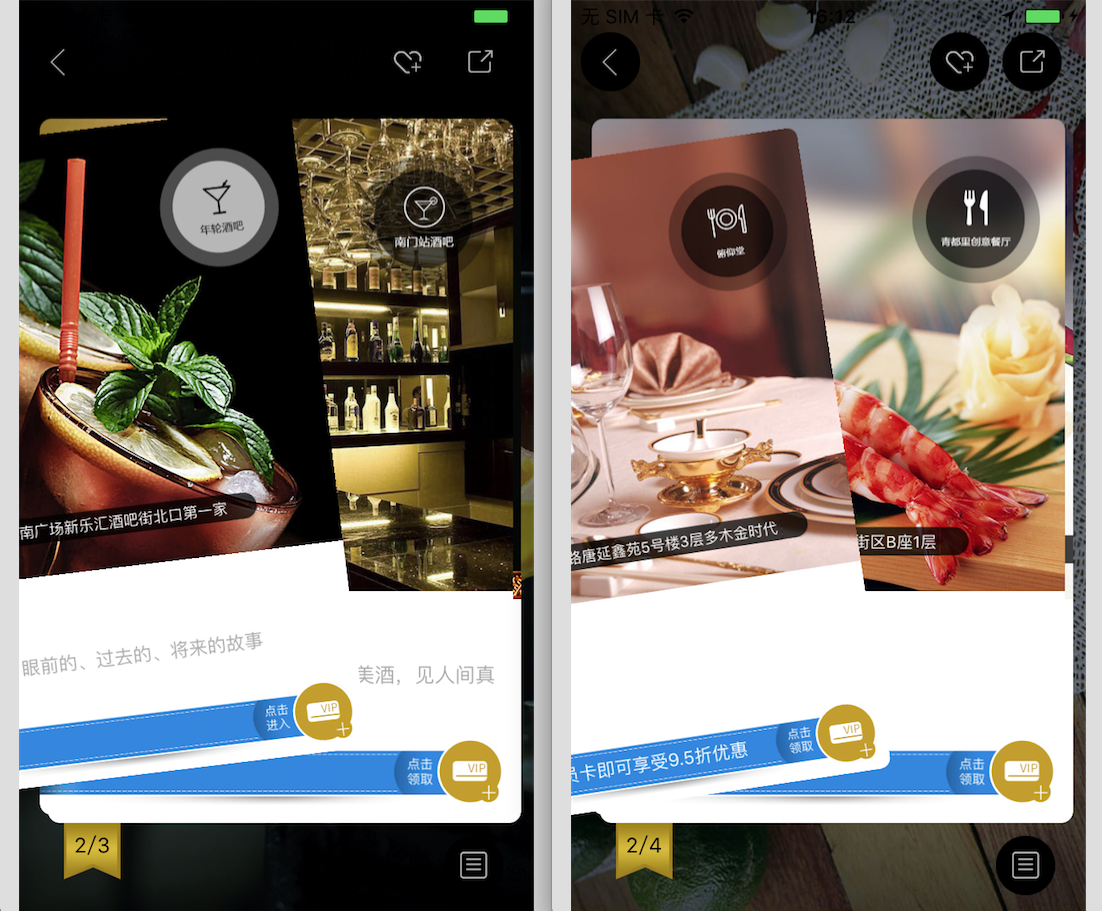 年轮酒吧
南门站酒吧
南广场新乐汇酒吧街北口第一家
眼前的、过去的、将来的故事
美酒，见人间真
点击
进入
VIP
点击
领取
VIP
2/3
无 SIM 卡
16:12
俯仰堂
青都里创意餐厅
路唐延鑫苑5号楼3层多木金时代
街区B座1层
员卡即可享受9.5折优惠
点击
领取
VIP
点击
领取
VIP
2/4